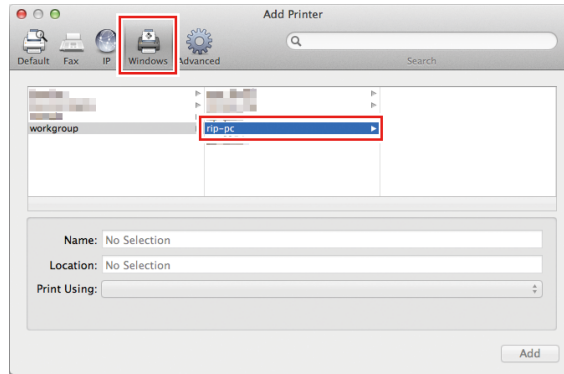 Add Printer
Default Fax IP Windows Advanced Search
workgroup rip-pc
Name: No Selection
Location: No Selection
Print Using:
Add